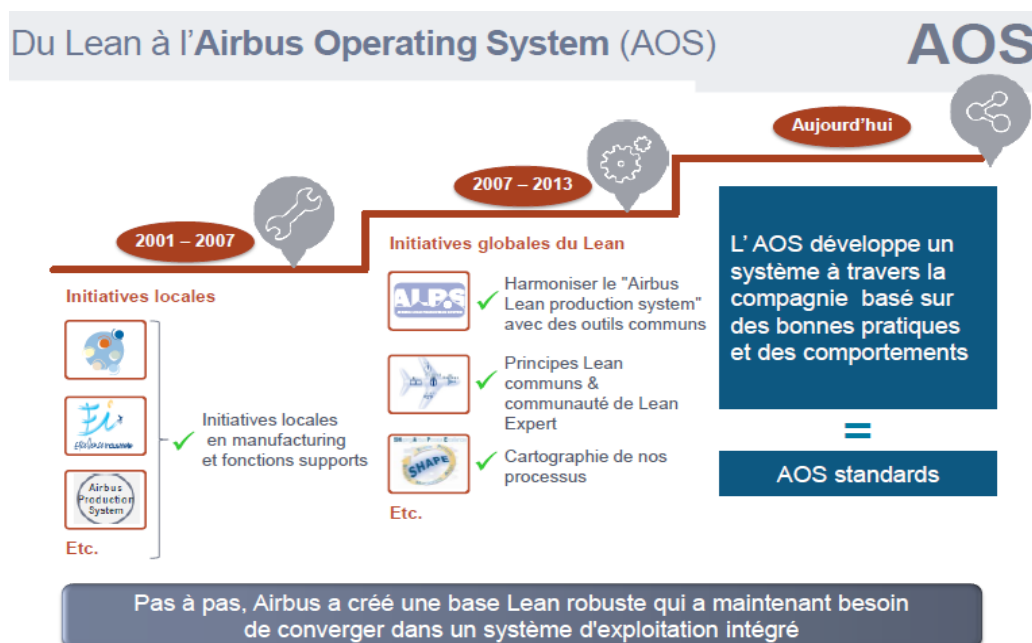 Du Lean à l'Airbus Operating System (AOS)
AOS
Aujourd'hui
2007 – 2013
2001 – 2007
Initiatives locales
Airbus
Production
System
Etc.
Initiatives locales
en manufacturing
et fonctions supports
Initiatives globales du Lean
ALPS
Harmoniser le "Airbus
Lean production system"
avec des outils communs
Principes Lean
communs &
communauté de Lean
Expert
SHAPE
Cartographie de nos
processus
Etc.
L' AOS développe un
système à travers la
compagnie basé sur
des bonnes pratiques
et des comportements
=
AOS standards
Pas à pas, Airbus a créé une base Lean robuste qui a maintenant besoin
de converger dans un système d'exploitation intégré